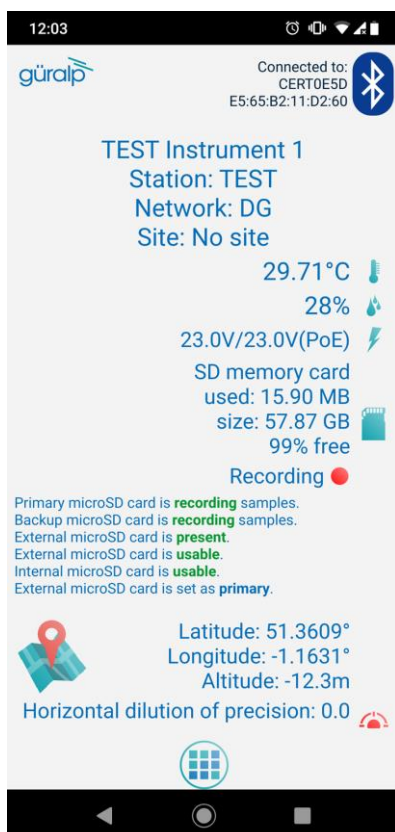 12:03
güralp
Connected to:
CERT0E5D
E5:65:B2:11:D2:60
TEST Instrument 1
Station: TEST
Network: DG
Site: No site
29.71°C
28%
23.0V/23.0V(PoE)
SD memory card
used: 15.90 MB
size: 57.87 GB
99% free
Recording
Primary microSD card is recording samples.
Backup microSD card is recording samples.
External microSD card is present.
External microSD card is usable.
Internal microSD card is usable.
External microSD card is set as primary.
Latitude: 51.3609°
Longitude: -1.1631°
Altitude: -12.3m
Horizontal dilution of precision: 0.0